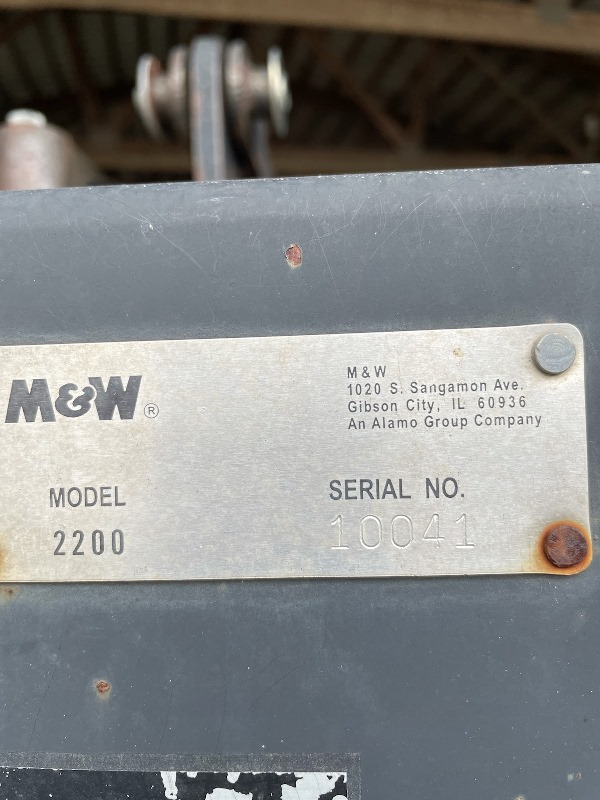 M&W®
M & W
1020 S. Sangamon Ave.
Gibson City, IL 60936
An Alamo Group Company
MODEL
2200
SERIAL NO.
10041